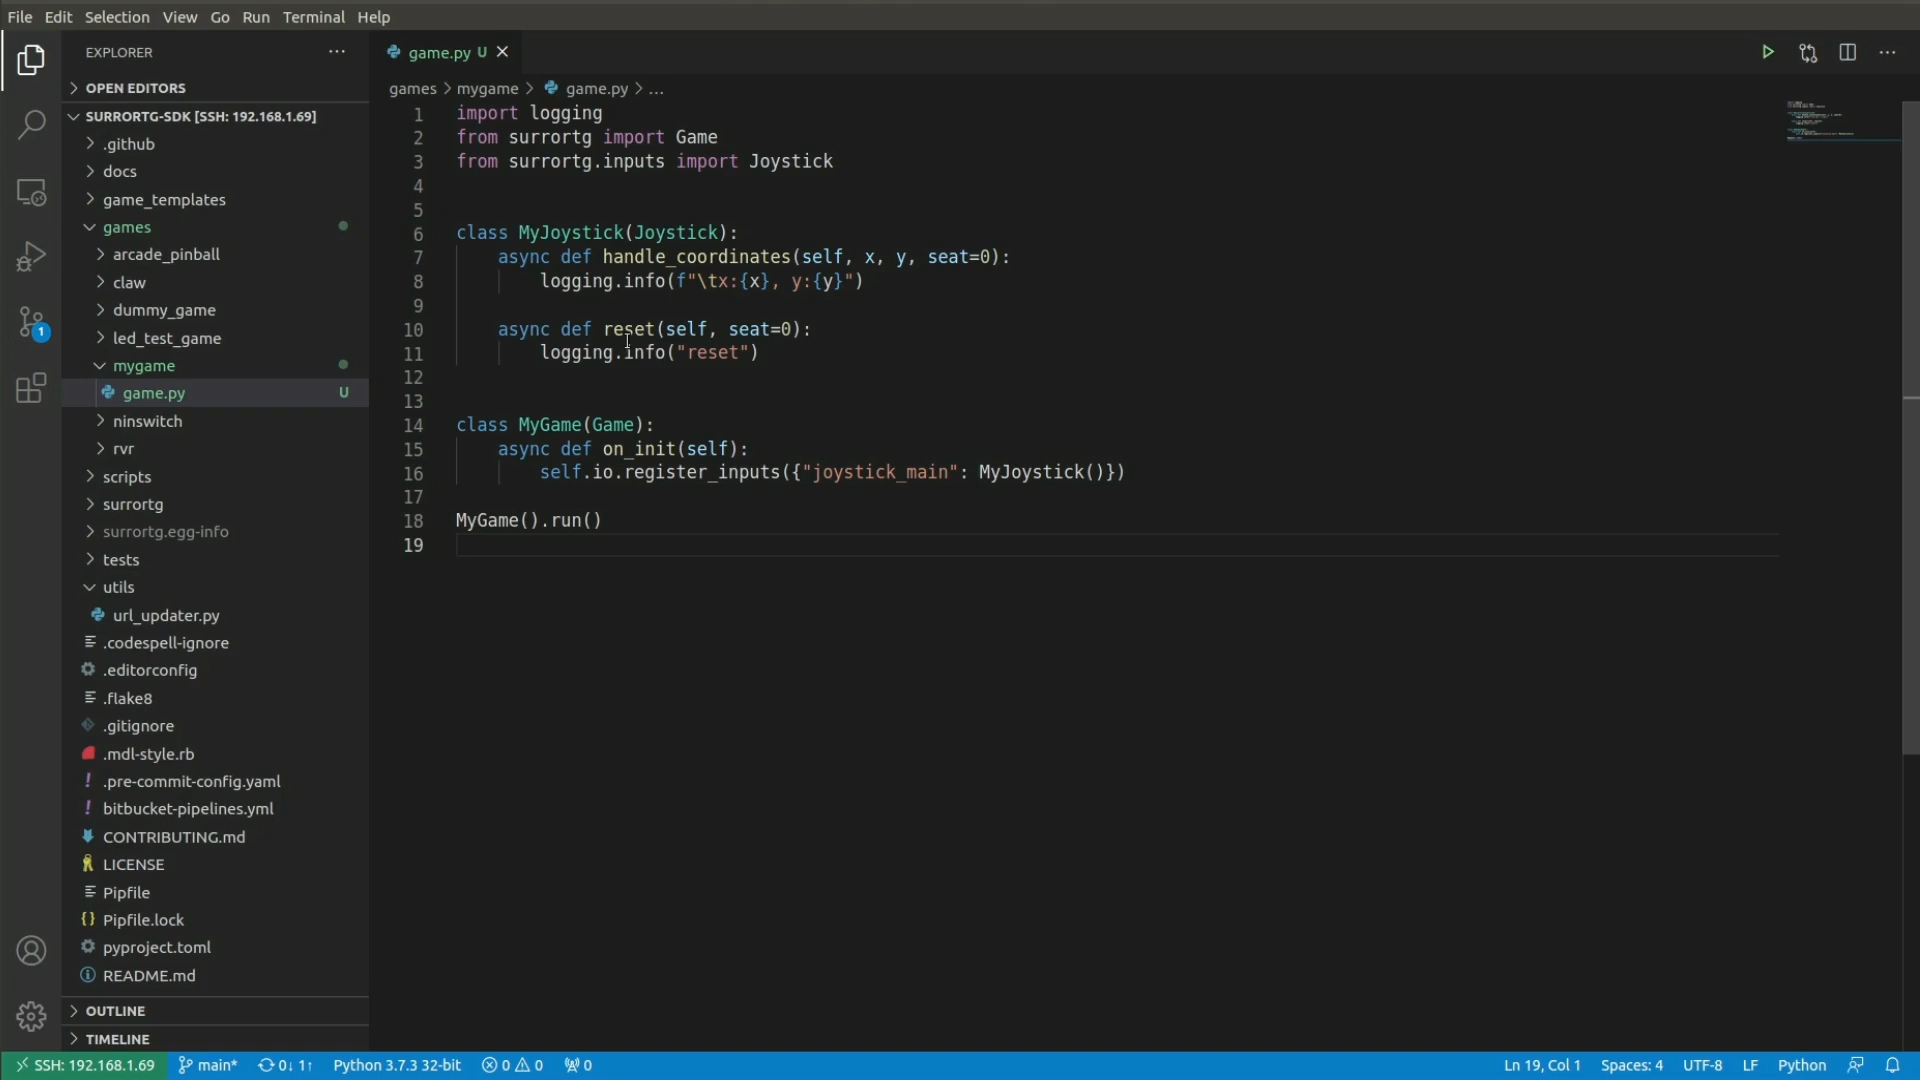 File Edit Selection View Go Run Terminal Help
EXPLORER ...
OPEN EDITORS
SURRORTG-SDK [SSH: 192.168.1.69]
.github
docs
game_templates
games
arcade_pinball
claw
dummy_game
led_test_game
mygame
game.py U
ninswitch
rvr
scripts
surrortg
surrortg.egg-info
tests
utils
url_updater.py
.codespell-ignore
.editorconfig
.flake8
.gitignore
.mdl-style.rb
.pre-commit-config.yaml
bitbucket-pipelines.yml
CONTRIBUTING.md
LICENSE
Pipfile
Pipfile.lock
pyproject.toml
README.md
OUTLINE
TIMELINE
game.py U
games > mygame > game.py > ...
1 import logging
2 from surrortg import Game
3 from surrortg.inputs import Joystick
4
5
6 class MyJoystick(Joystick):
7 async def handle_coordinates(self, x, y, seat=0):
8 logging.info(f"\tx:{x}, y:{y}")
9
10 async def reset(self, seat=0):
11 logging.info("reset")
12
13
14 class MyGame(Game):
15 async def on_init(self):
16 self.io.register_inputs({"joystick_main": MyJoystick()})
17
18 MyGame().run()
19
1
SSH: 192.168.1.69 main* 0↓ 1↑ Python 3.7.3 32-bit 0 0 0 Ln 19, Col 1 Spaces: 4 UTF-8 LF Python